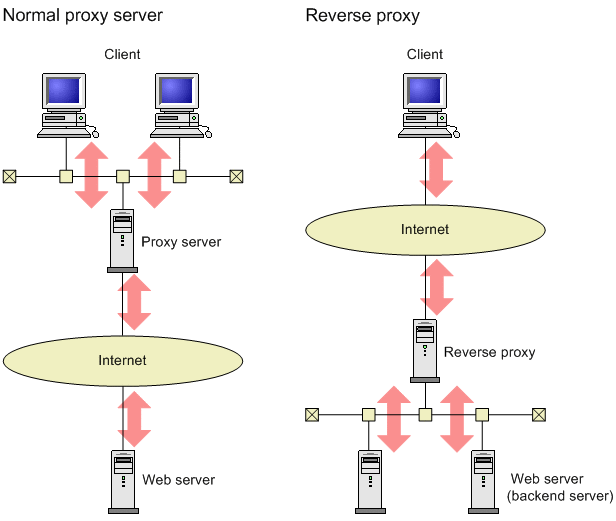 Normal proxy server
Client
Proxy server
Internet
Web server
Reverse proxy
Client
Internet
Reverse proxy
Web server
(backend server)